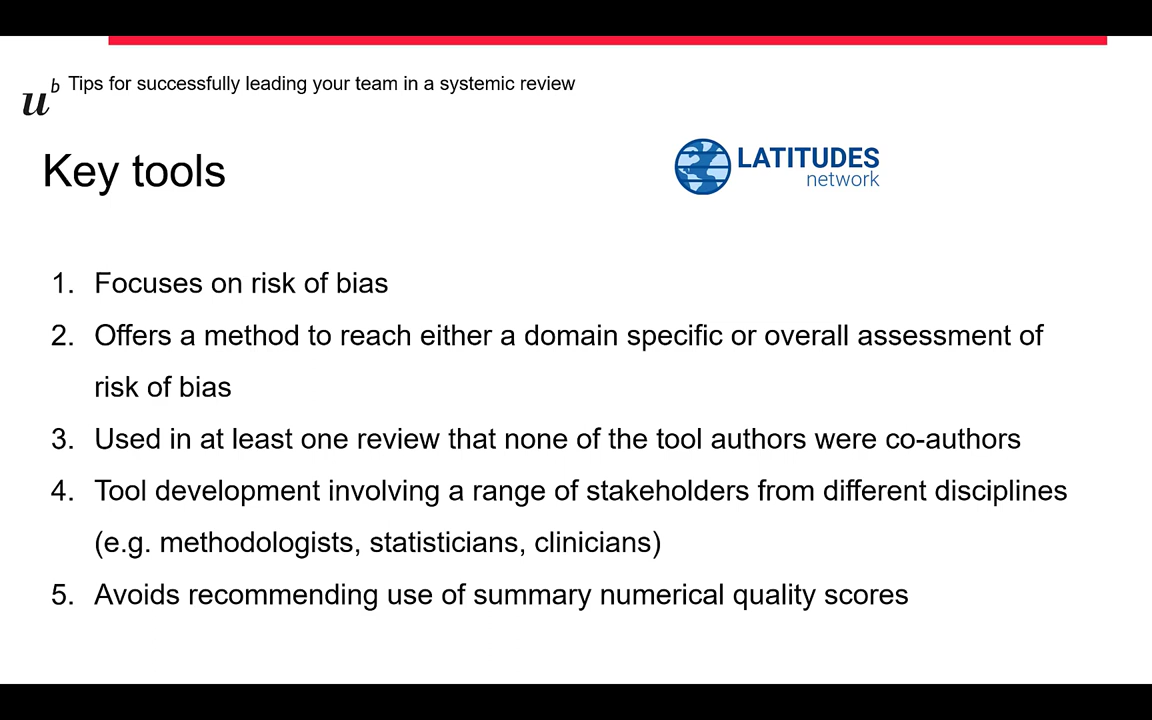 Tips for successfully leading your team in a systemic review
u b
Key tools
LATITUDES
network
1. Focuses on risk of bias
2. Offers a method to reach either a domain specific or overall assessment of
risk of bias
3. Used in at least one review that none of the tool authors were co-authors
4. Tool development involving a range of stakeholders from different disciplines
(e.g. methodologists, statisticians, clinicians)
5. Avoids recommending use of summary numerical quality scores